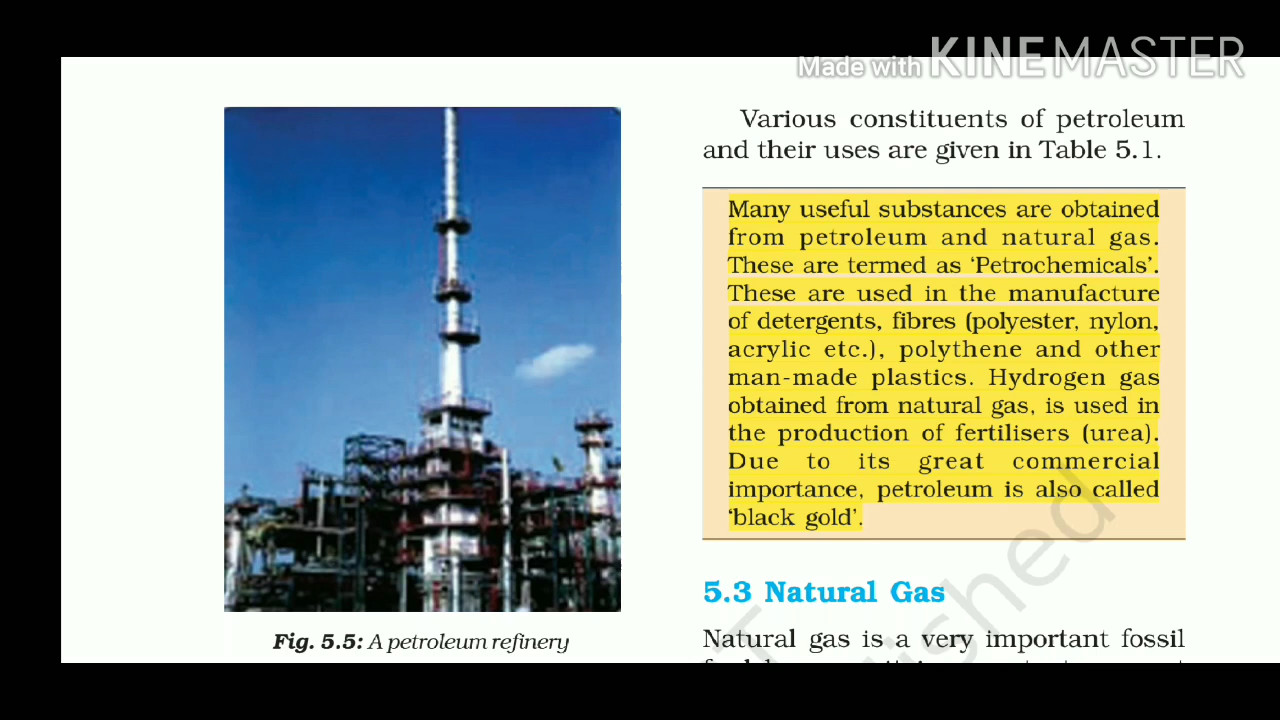 Made with KINEMASTER
Various constituents of petroleum
and their uses are given in Table 5.1.
Many useful substances are obtained
from petroleum and natural gas.
These are termed as ‘Petrochemicals’.
These are used in the manufacture
of detergents, fibres (polyester, nylon,
acrylic etc.), polythene and other
man-made plastics. Hydrogen gas
obtained from natural gas, is used in
the production of fertilisers (urea).
Due to its great commercial
importance, petroleum is also called
‘black gold’.
5.3 Natural Gas
Natural gas is a very important fossil
Fig. 5.5: A petroleum refinery